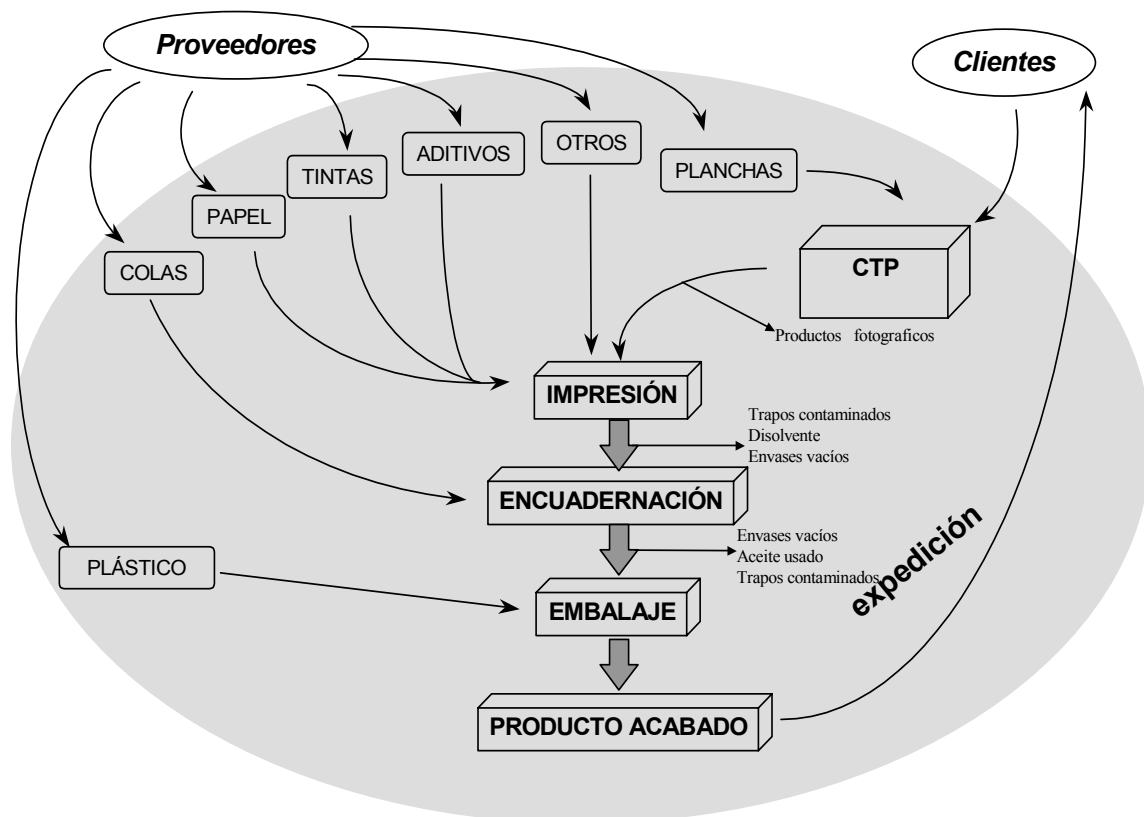 Proveedores
Clientes
OTROS
ADITIVOS
PLANCHAS
TINTAS
PAPEL
COLAS
CTP
Productos fotograficos
IMPRESIÓN
Trapos contaminados
Disolvente
Envases vacíos
ENCUADERNACIÓN
Envases vacíos
Aceite usado
Trapos contaminados
expedición
PLÁSTICO
EMBALAJE
PRODUCTO ACABADO